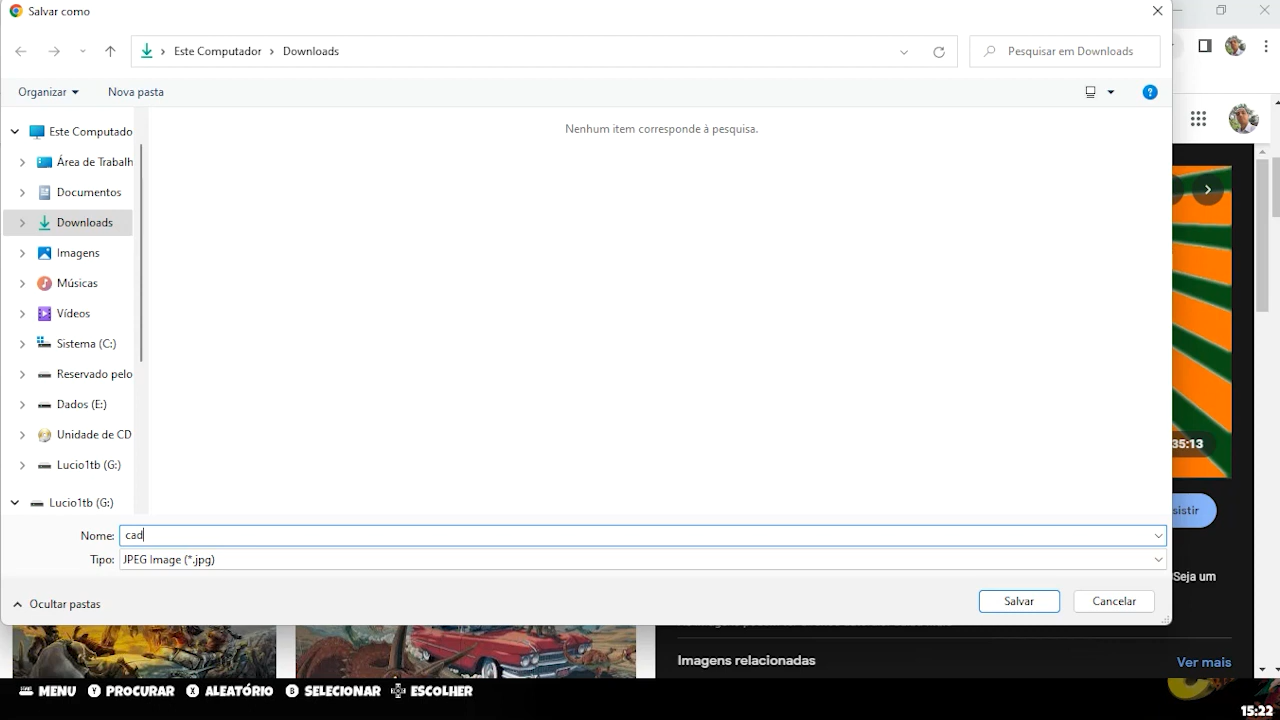 Salvar como
Este Computador
Downloads
Pesquisar em Downloads
Organizar
Nova pasta
Nenhum item corresponde à pesquisa.
Este Computado
Área de Trabalh
Documentos
Downloads
Imagens
Músicas
Vídeos
Sistema (C:)
Reservado pelo
Dados (E:)
Unidade de CD
Lucio1tb (G:)
Lucio1tb (G:)
Nome: cad
Tipo: JPEG Image (*.jpg)
Ocultar pastas
Salvar
Cancelar
35:13
sistir
Seja um
Imagens relacionadas
Ver mais
MENU
Y PROCURAR
X ALEATÓRIO
B SELECIONAR
ESCOLHER
15:22